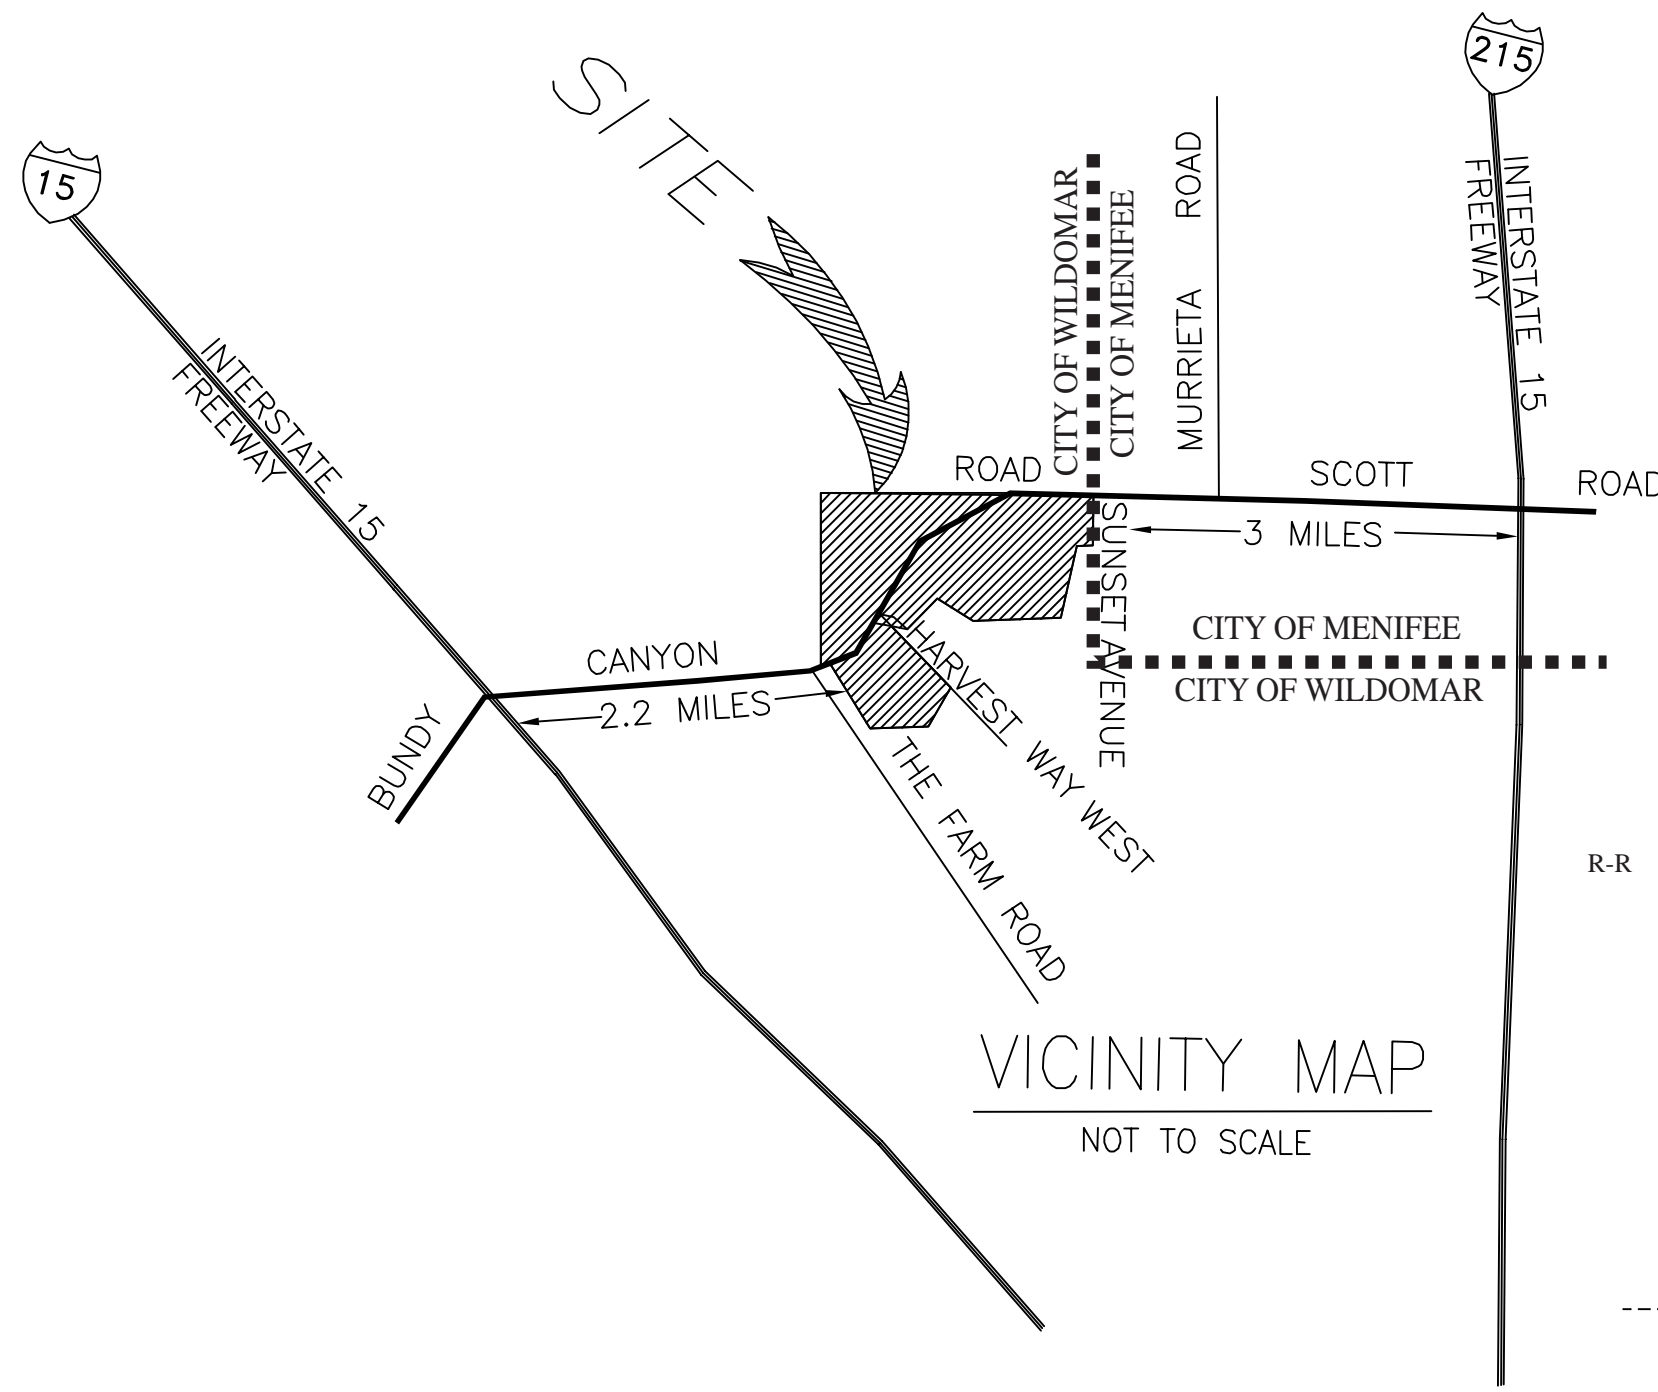 SITE
215
15
INTERSTATE 15
FREEWAY
INTERSTATE 15
FREEWAY
CITY OF WILDOMAR
CITY OF MENIFEE
MURRIETA ROAD
ROAD
SCOTT
ROAD
3 MILES
SUNSET AVENUE
CITY OF MENIFEE
CITY OF WILDOMAR
CANYON
2.2 MILES
BUNDY
HARVEST WAY WEST
THE FARM ROAD
R-R
VICINITY MAP
NOT TO SCALE